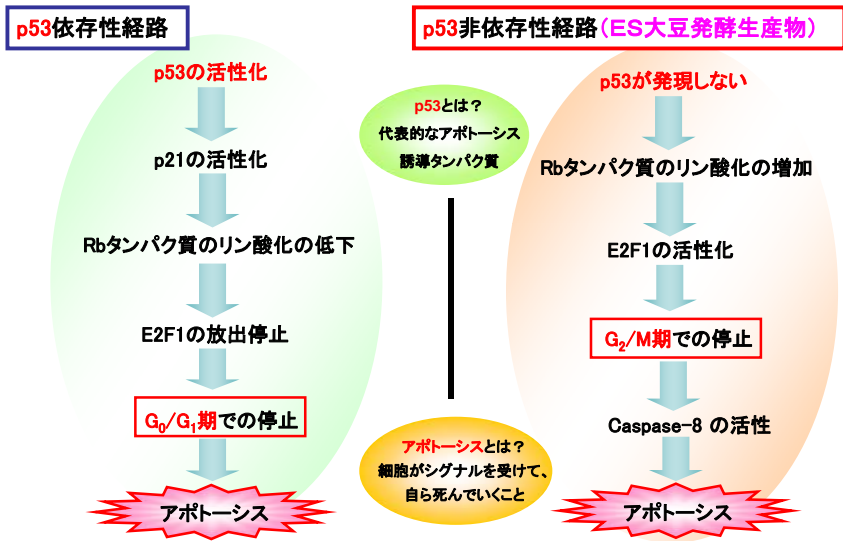 p53依存性経路
p53の活性化
p21の活性化
Rbタンパク質のリン酸化の低下
E2F1の放出停止
G₀/G₁期での停止
アポトーシス
p53とは?
代表的なアポトーシス
誘導タンパク質
アポトーシスとは?
細胞がシグナルを受けて、
自ら死んでいくこと
p53非依存性経路(ES大豆発酵生産物)
p53が発現しない
Rbタンパク質のリン酸化の増加
E2F1の活性化
G₂/M期での停止
Caspase-8 の活性
アポトーシス